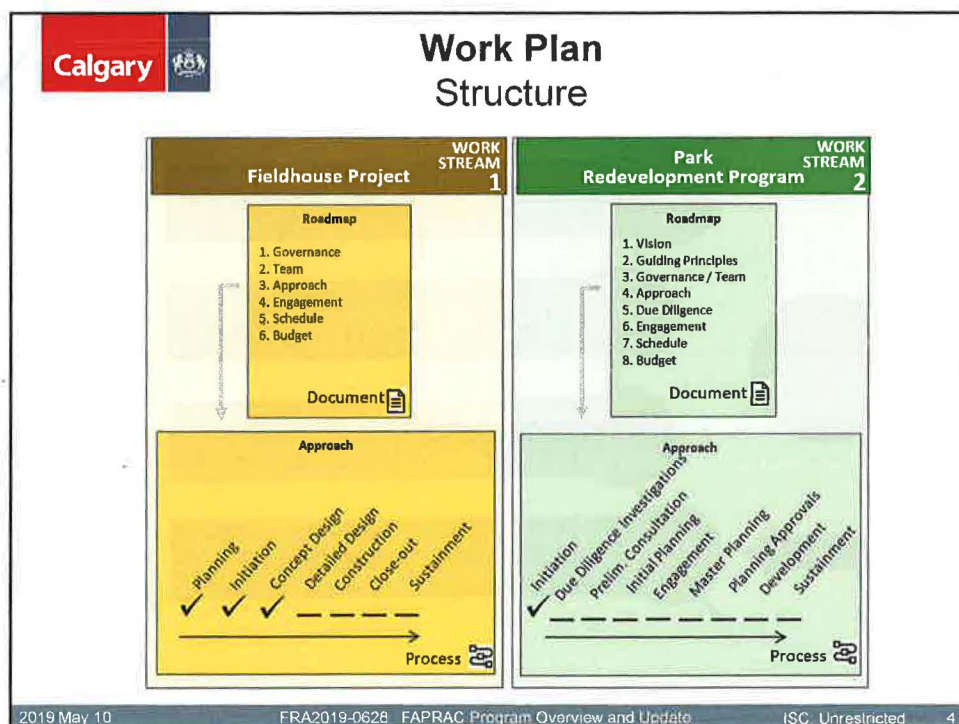 Calgary
Work Plan
Structure
Fieldhouse Project
WORK
STREAM
1
Roadmap
1. Governance
2. Team
3. Approach
4. Engagement
5. Schedule
6. Budget
Document
Approach
Planning
Initiation
Concept Design
Detailed Design
Construction
Close-out
Sustainment
Process
Park
Redevelopment Program
WORK
STREAM
2
Roadmap
1. Vision
2. Guiding Principles
3. Governance / Team
4. Approach
5. Due Diligence
6. Engagement
7. Schedule
8. Budget
Document
Approach
Initiation
Due Diligence Investigations
Prelim. Consultation
Initial Planning
Engagement
Master Planning
Planning Approvals
Development
Sustainment
Process
2019 May 10
FRA2019-0628 FAPRAC Program Overview and Update
ISC: Unrestricted
4